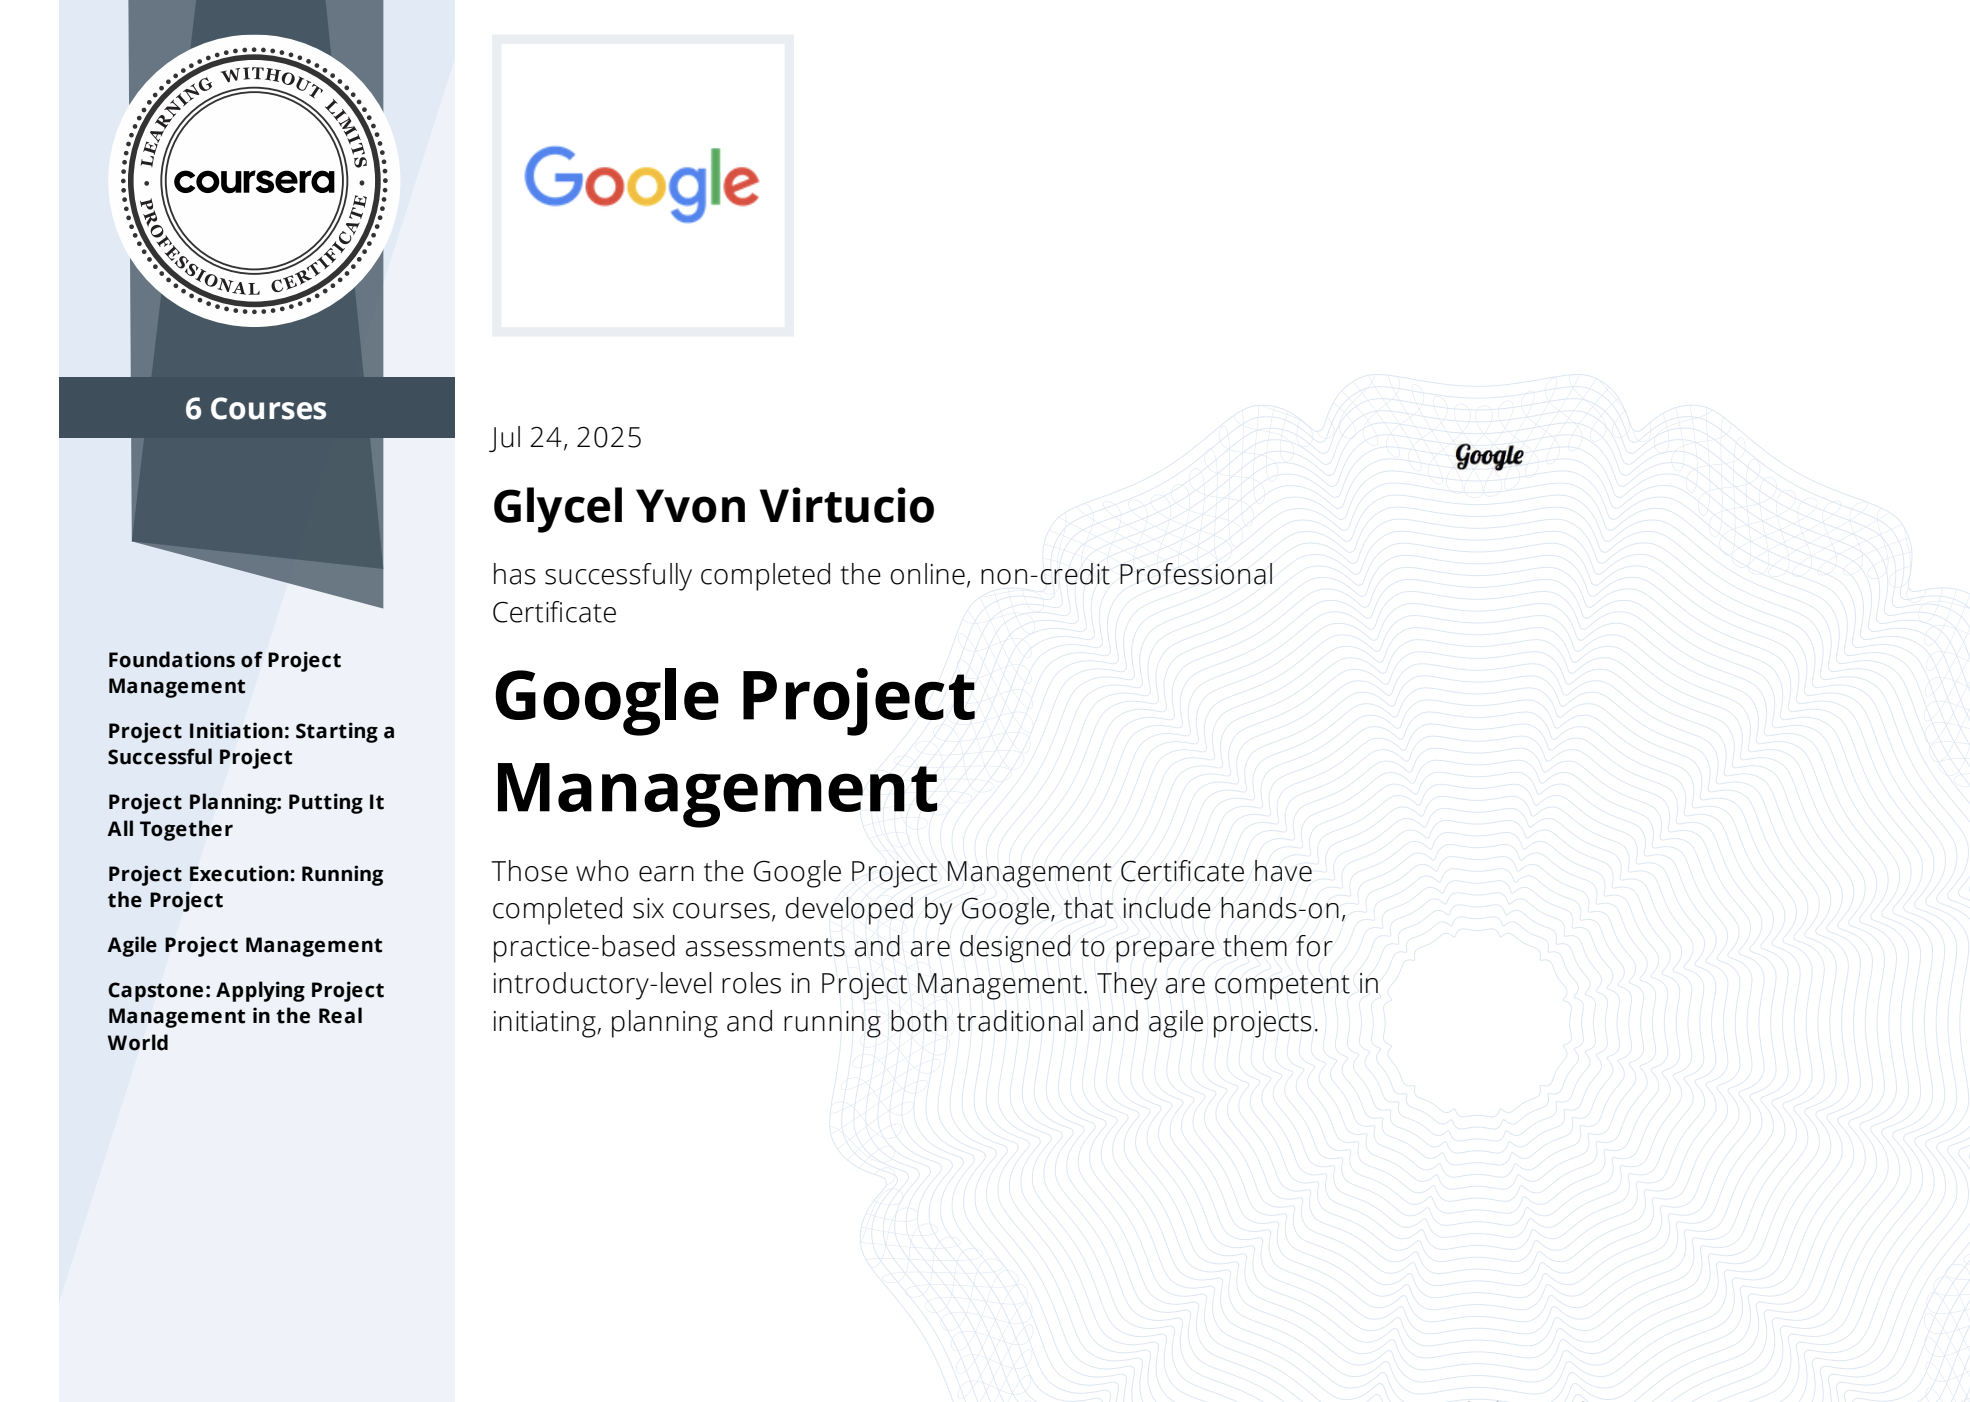 LEARNING WITHOUT LIMITS
coursera
PROFESSIONAL CERTIFICATE
6 Courses
Foundations of Project
Management
Project Initiation: Starting a
Successful Project
Project Planning: Putting It
All Together
Project Execution: Running
the Project
Agile Project Management
Capstone: Applying Project
Management in the Real
World
Google
Jul 24, 2025
Glycel Yvon Virtucio
has successfully completed the online, non-credit Professional
Certificate
Google Project
Management
Those who earn the Google Project Management Certificate have
completed six courses, developed by Google, that include hands-on,
practice-based assessments and are designed to prepare them for
introductory-level roles in Project Management. They are competent in
initiating, planning and running both traditional and agile projects.
Google